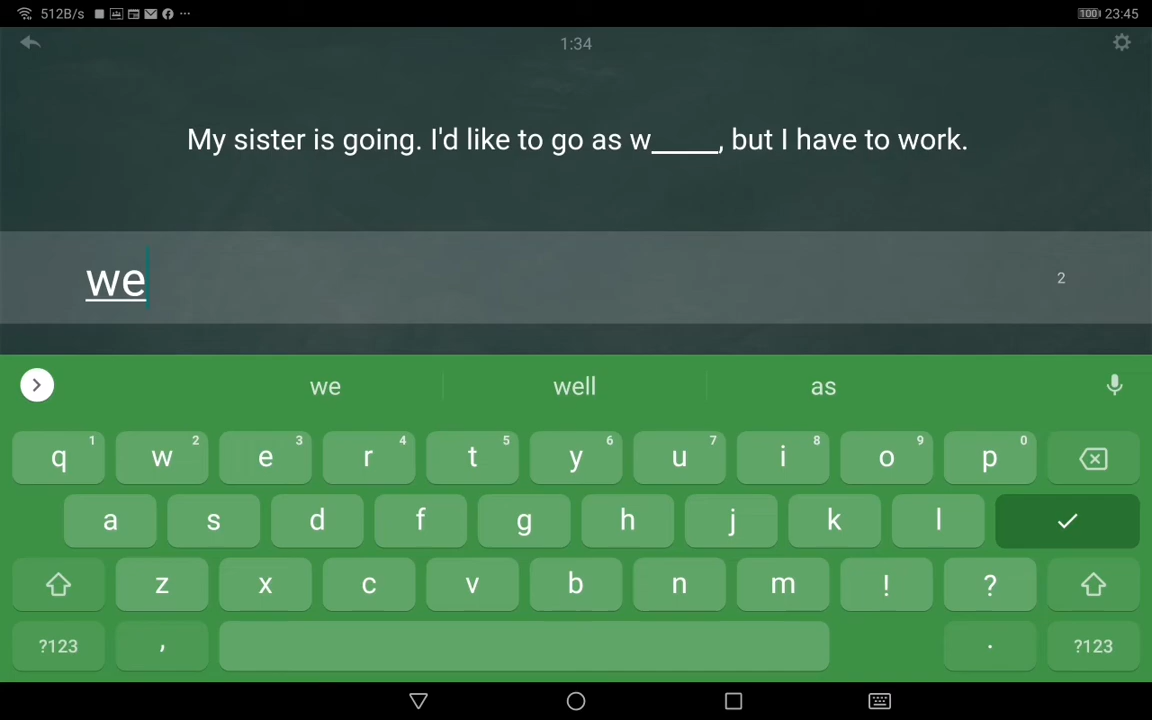 512B/s ... 100 23:45
1:34
My sister is going. I'd like to go as w_____, but I have to work.
we 2
we well as
q 1 w 2 e 3 r 4 t 5 y 6 u 7 i 8 o 9 p 0
a s d f g h j k l
z x c v b n m ! ?
?123 , . ?123